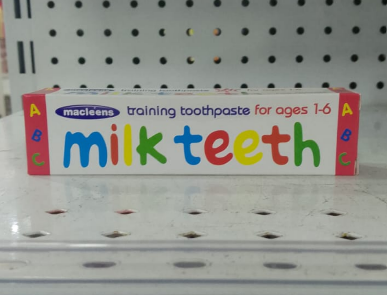 macleens training toothpaste for ages 1-6
milk teeth
A
B
C
A
B
C